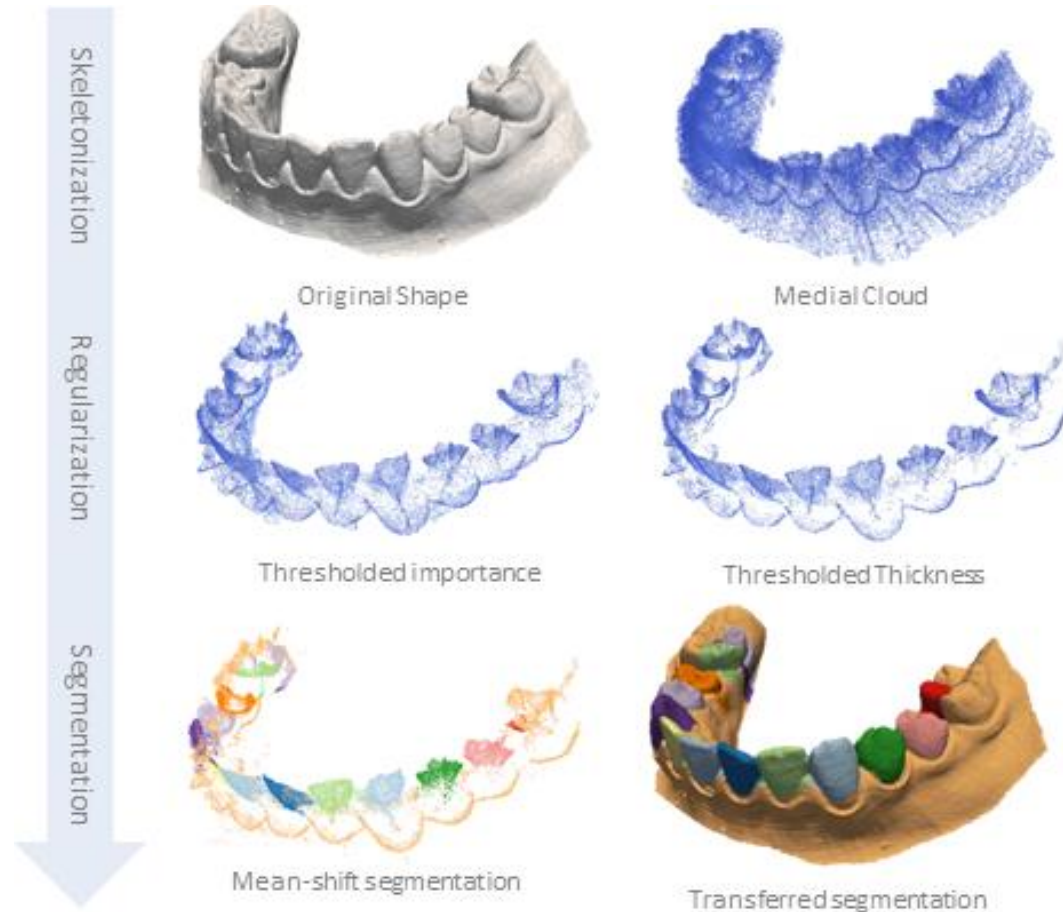 Skeletonization
Original Shape
Medial Cloud
Regularization
Thresholded importance
Thresholded Thickness
Segmentation
Mean-shift segmentation
Transferred segmentation